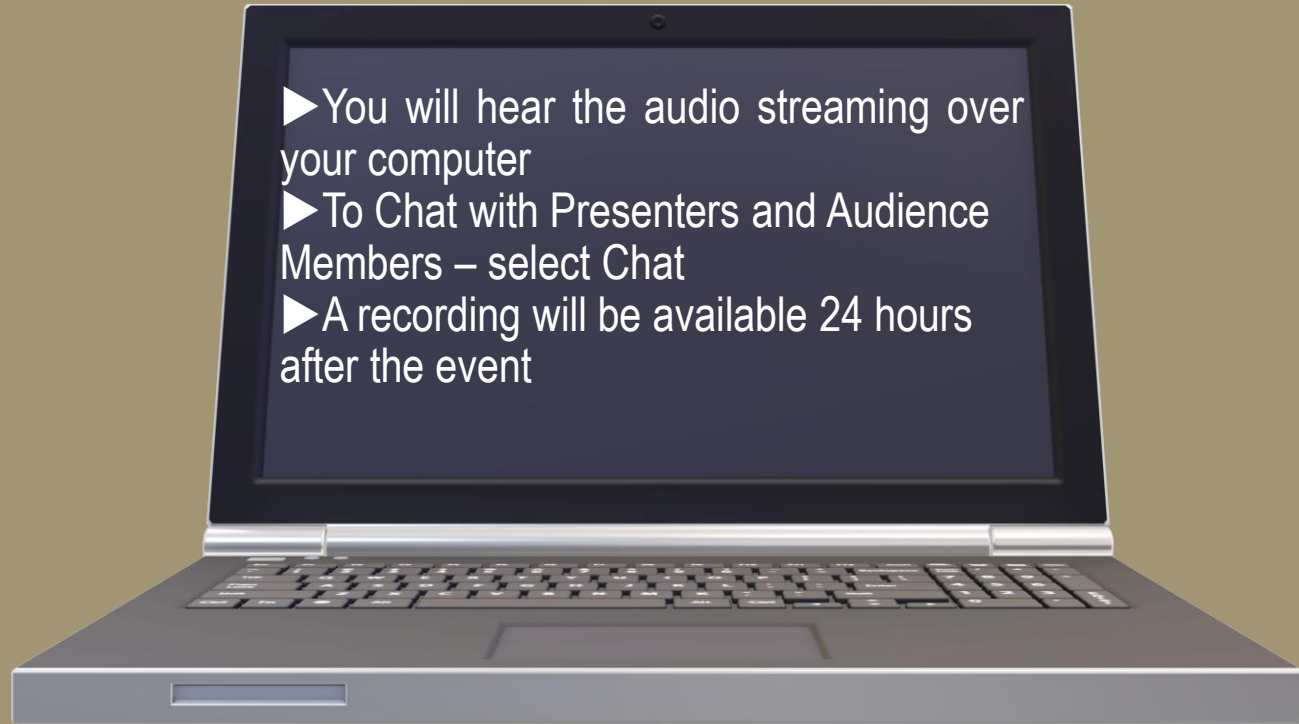 ▶You will hear the audio streaming over
your computer
▶To Chat with Presenters and Audience
Members – select Chat
▶A recording will be available 24 hours
after the event